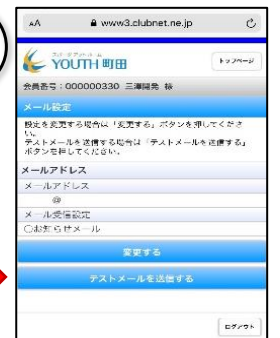 AA www3.clubnet.ne.jp
YOUTH 町田
トップページ
会員番号:000000330 三澤開発 様
メール設定
設定を変更する場合は「変更する」ボタンを押してくださ
い。
テストメールを送信する場合は「テストメールを送信する」
ボタンを押してください。
メールアドレス
メールアドレス
@
メール受信設定
〇お知らせメール
変更する
テストメールを送信する
ログアウト